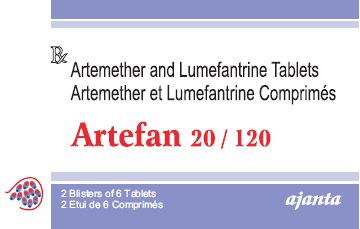 Rx
Artemether and Lumefantrine Tablets
Artemether et Lumefantrine Comprimés
Artefan 20 / 120
2 Blisters of 6 Tablets
2 Etui de 6 Comprimés
ajanta